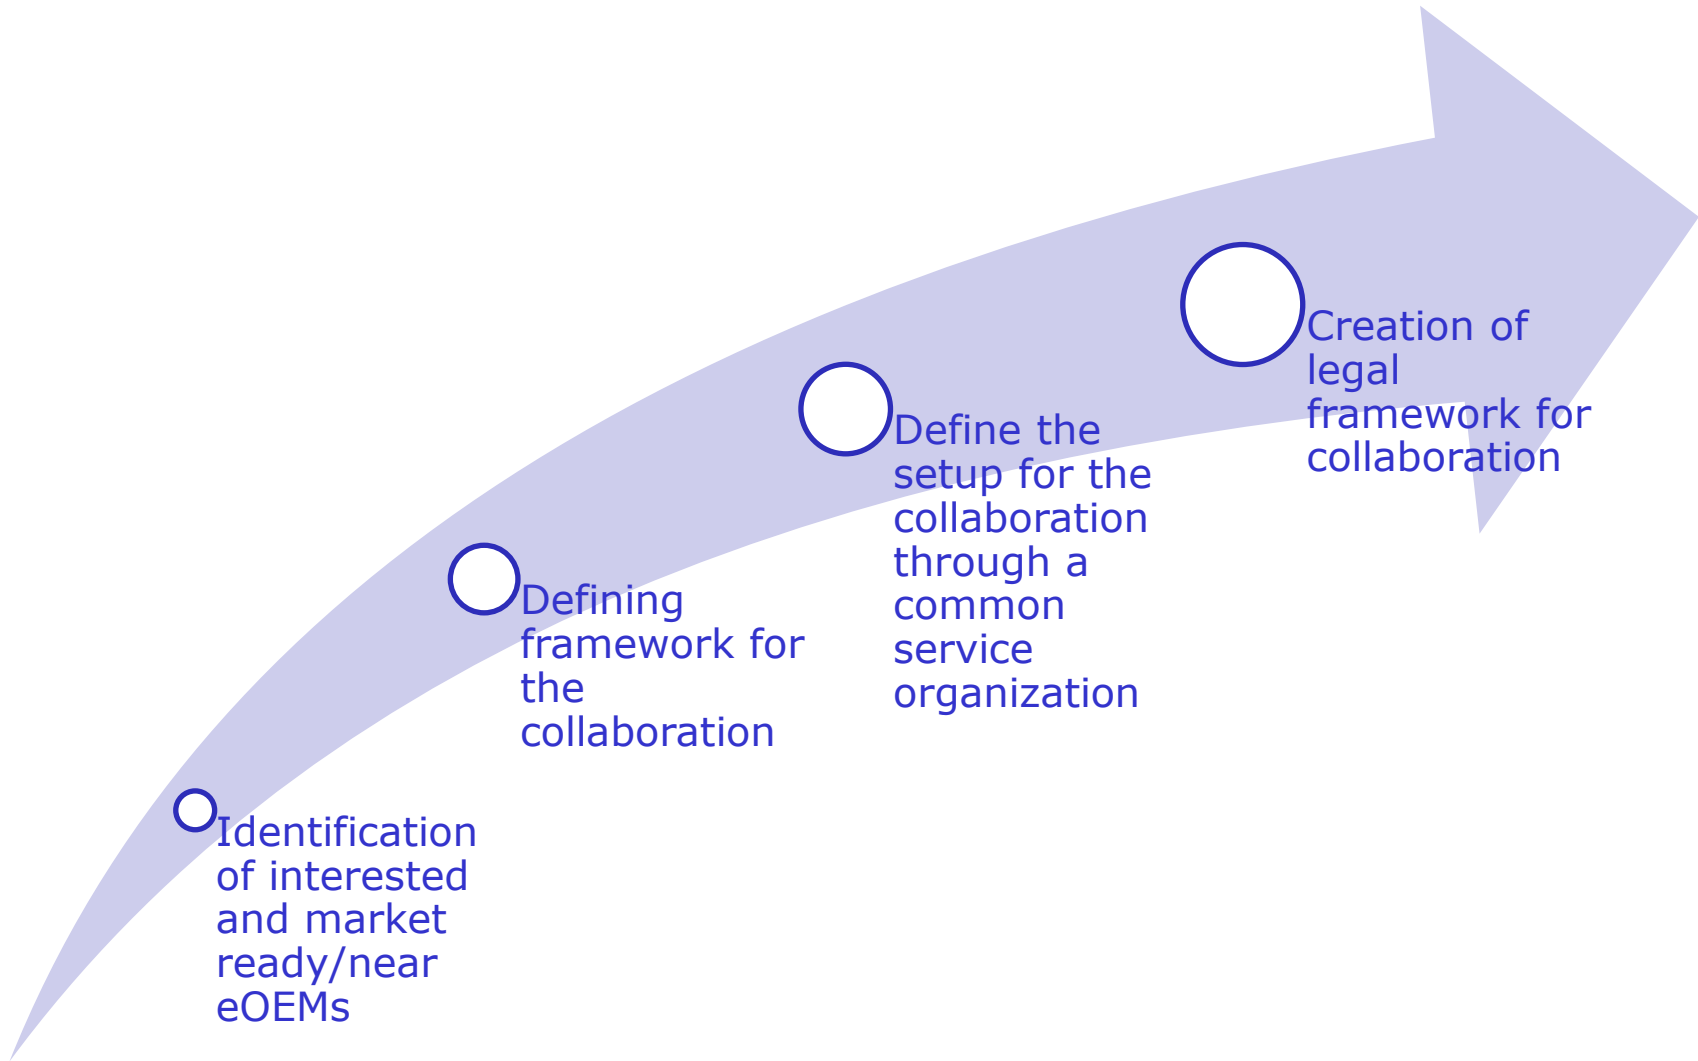 Identification
of interested
and market
ready/near
eOEMs
Defining
framework for
the
collaboration
Define the
setup for the
collaboration
through a
common
service
organization
Creation of
legal
framework for
collaboration